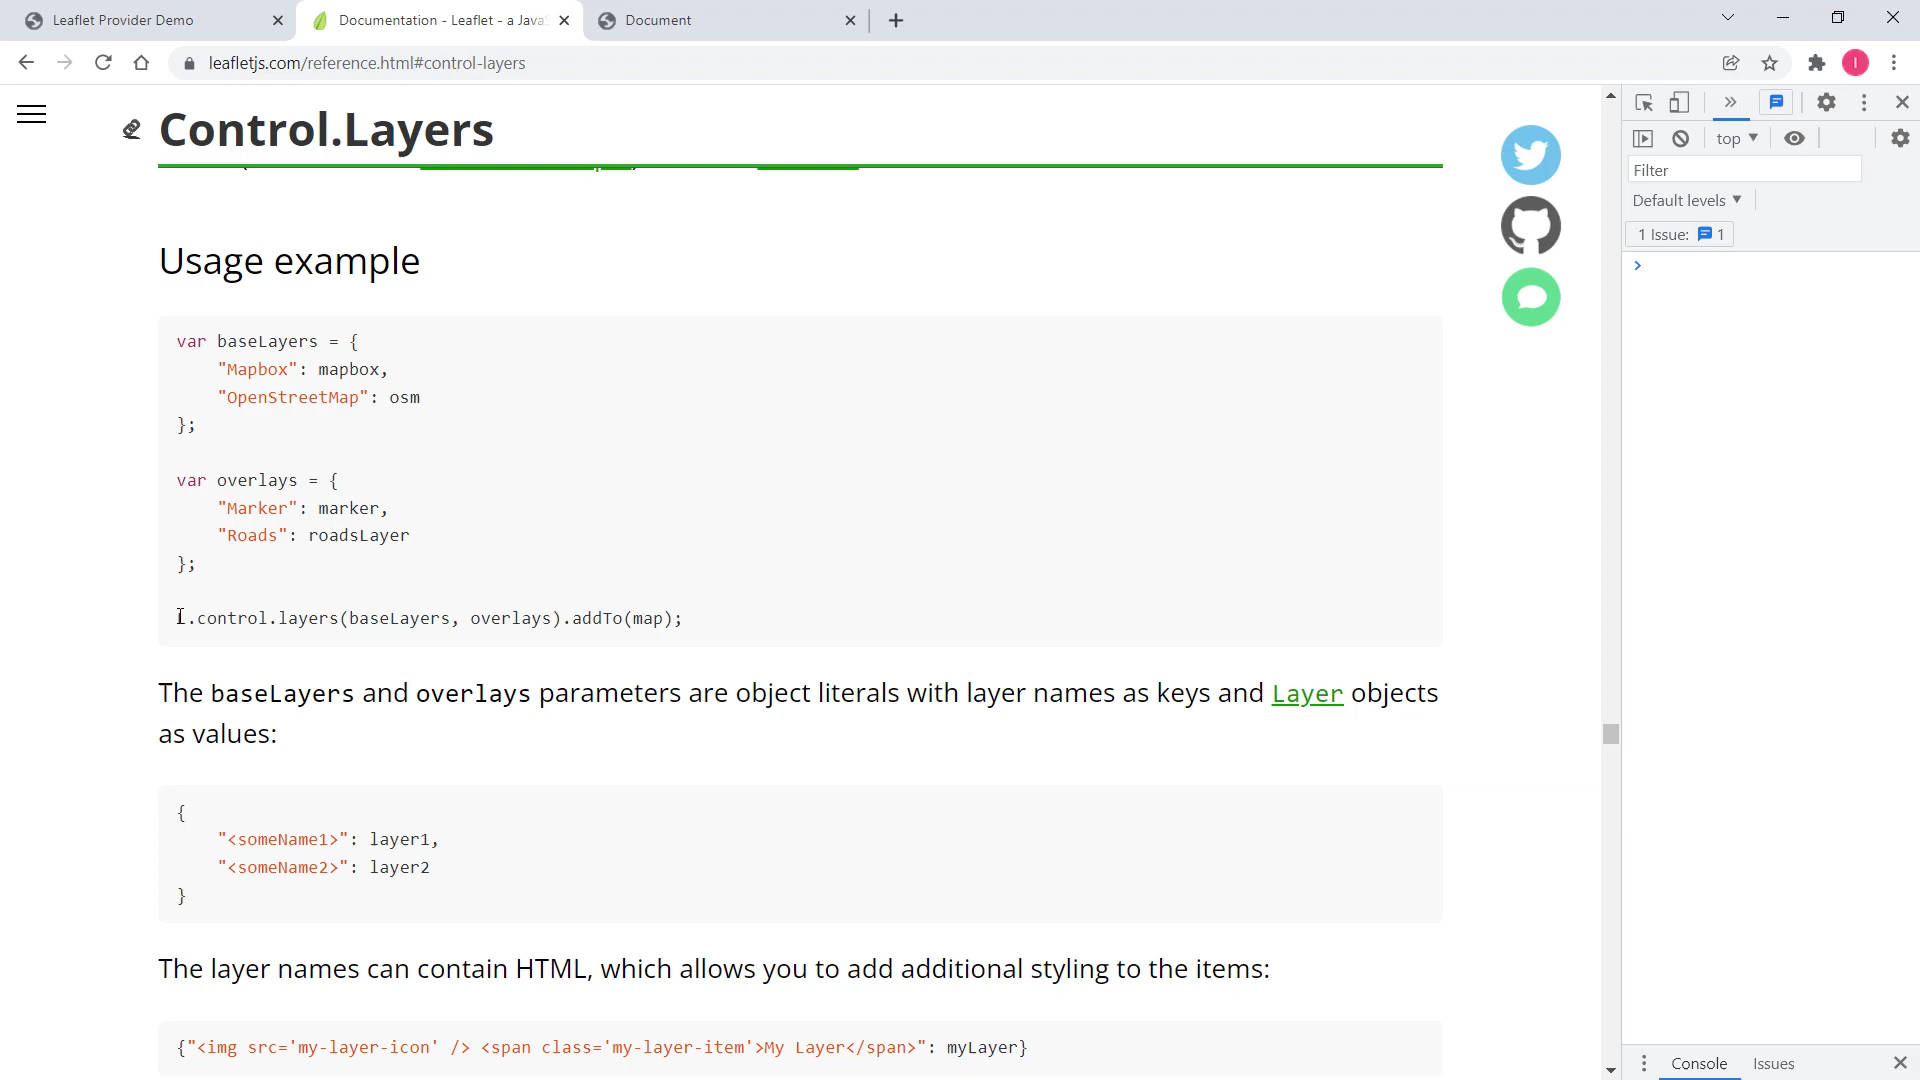 Leaflet Provider Demo
Documentation - Leaflet - a Java
Document
leafletjs.com/reference.html#control-layers
Control.Layers
top
Filter
Default levels
1 Issue: 1
Usage example
var baseLayers = {
"Mapbox": mapbox,
"OpenStreetMap": osm
};
var overlays = {
"Marker": marker,
"Roads": roadsLayer
};
L.control.layers(baseLayers, overlays).addTo(map);
The baseLayers and overlays parameters are object literals with layer names as keys and Layer objects
as values:
{
"<someName1>": layer1,
"<someName2>": layer2
}
The layer names can contain HTML, which allows you to add additional styling to the items:
{"<img src='my-layer-icon' /> <span class='my-layer-item'>My Layer</span>": myLayer}
Console
Issues
I